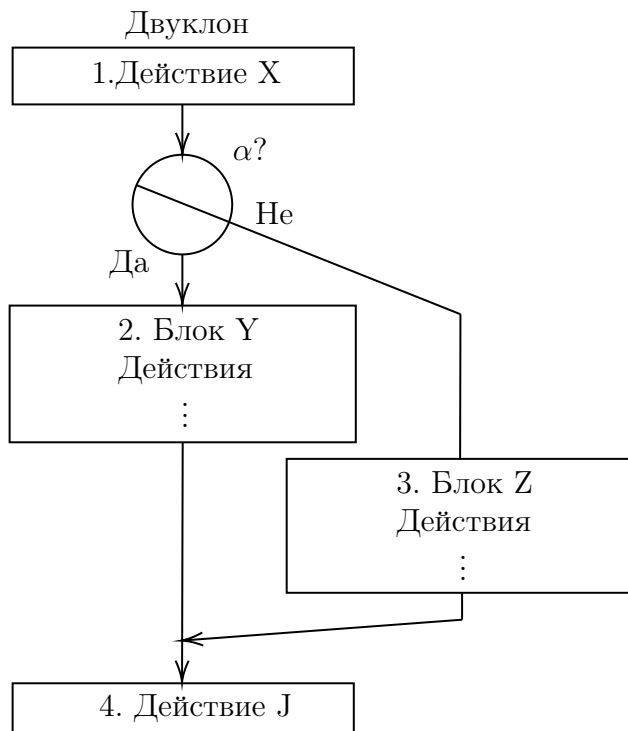 Двуклон
1.Действие X
α?
Не
Да
2. Блок Y
Действия
⋮
3. Блок Z
Действия
⋮
4. Действие J